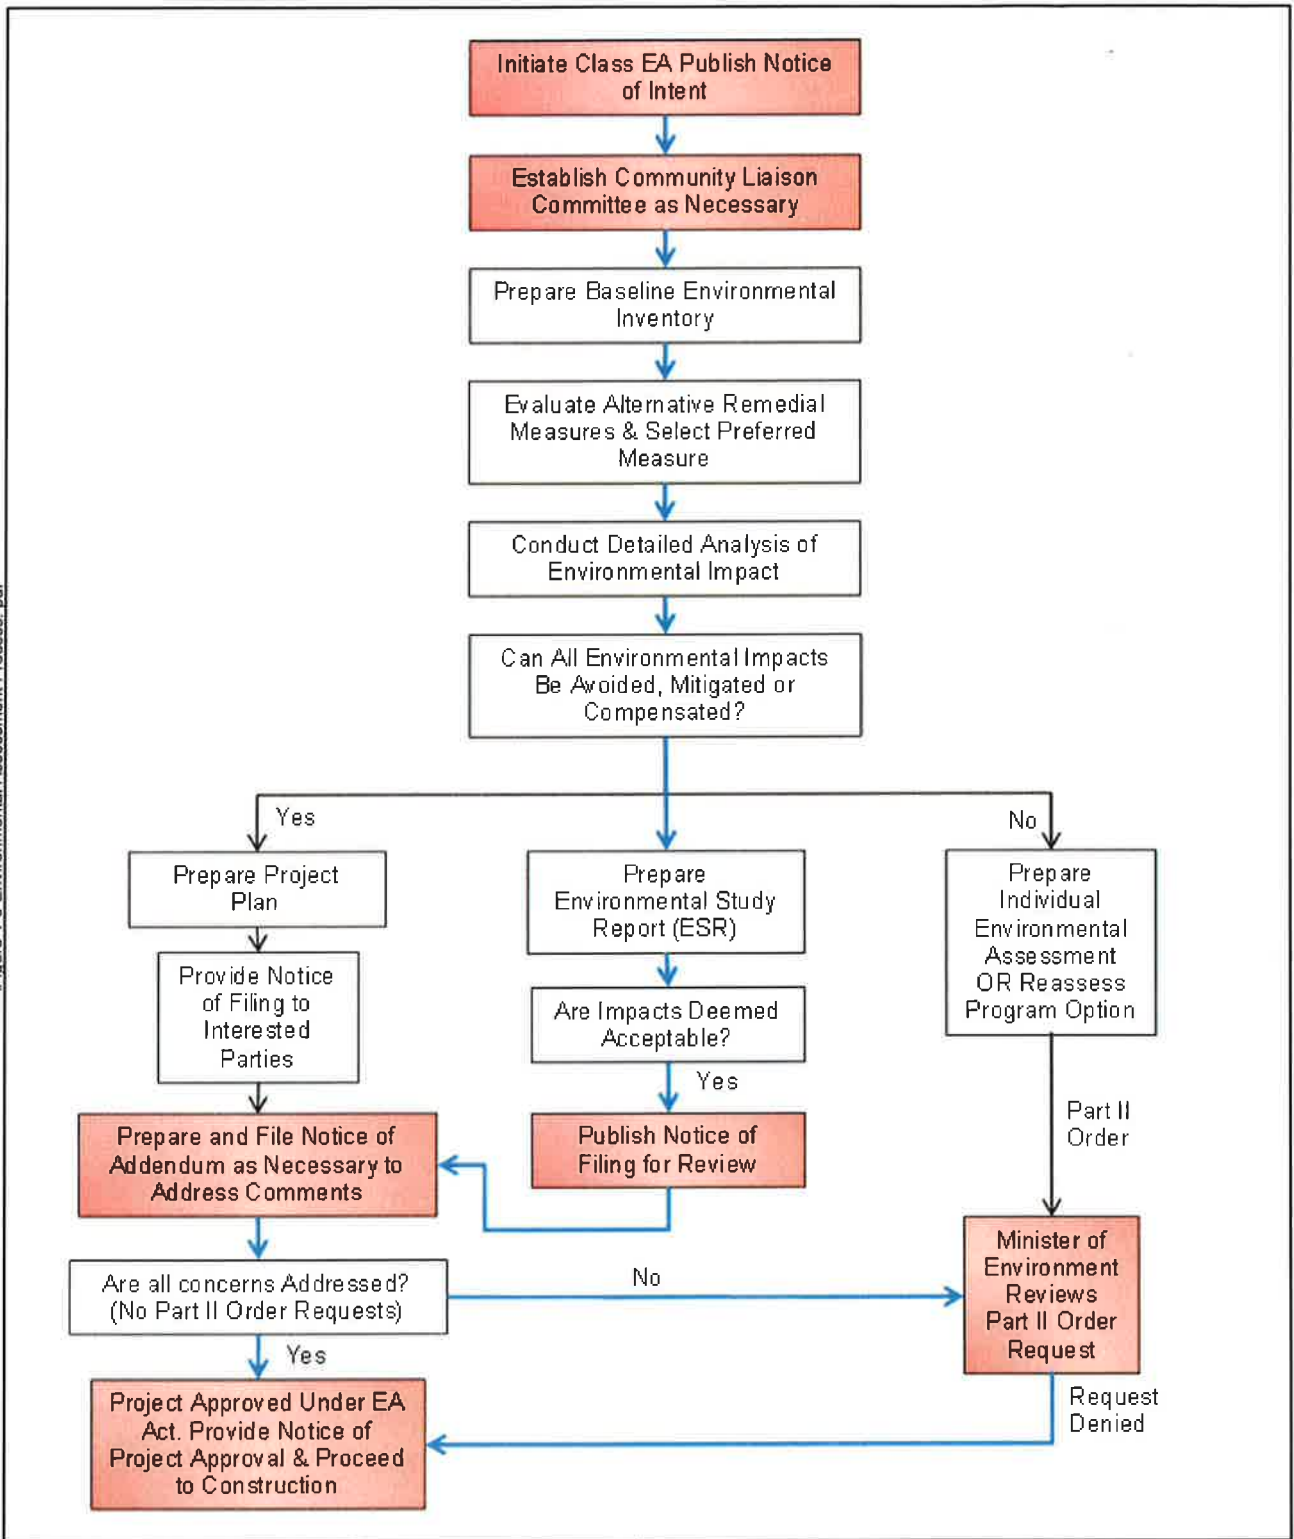 Initiate Class EA Publish Notice
of Intent
Establish Community Liaison
Committee as Necessary
Prepare Baseline Environmental
Inventory
Evaluate Alternative Remedial
Measures & Select Preferred
Measure
Conduct Detailed Analysis of
Environmental Impact
Can All Environmental Impacts
Be Avoided, Mitigated or
Compensated?
Yes
No
Prepare Project
Plan
Prepare
Environmental Study
Report (ESR)
Prepare
Individual
Environmental
Assessment
OR Reassess
Program Option
Provide Notice
of Filing to
Interested
Parties
Are Impacts Deemed
Acceptable?
Yes
Part II
Order
Prepare and File Notice of
Addendum as Necessary to
Address Comments
Publish Notice of
Filing for Review
Minister of
Environment
Reviews
Part II Order
Request
Are all concerns Addressed?
(No Part II Order Requests)
No
Yes
Request
Denied
Project Approved Under EA
Act. Provide Notice of
Project Approval & Proceed
to Construction